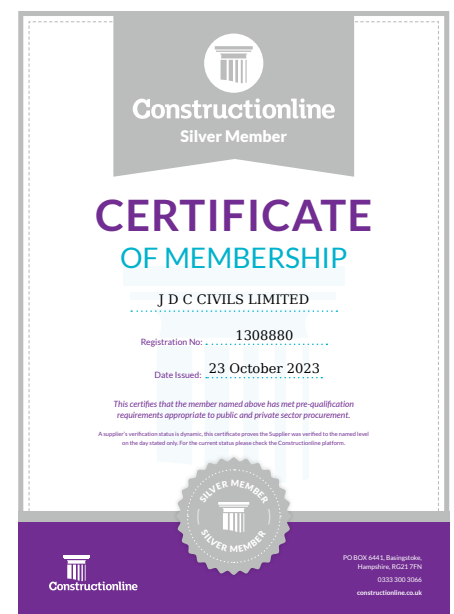 Constructionline
Silver Member
CERTIFICATE
OF MEMBERSHIP
J D C CIVILS LIMITED
Registration No: 1308880
Date Issued: 23 October 2023
This certifies that the member named above has met pre-qualification
requirements appropriate to public and private sector procurement.
A supplier's verification status is dynamic, this certificate proves the Supplier was verified to the named level
on the day stated only. For the current status please check the Constructionline platform.
SILVER MEMBER
SILVER MEMBER
Constructionline
PO BOX 6441, Basingstoke,
Hampshire, RG21 7FN
0333 300 3066
constructionline.co.uk